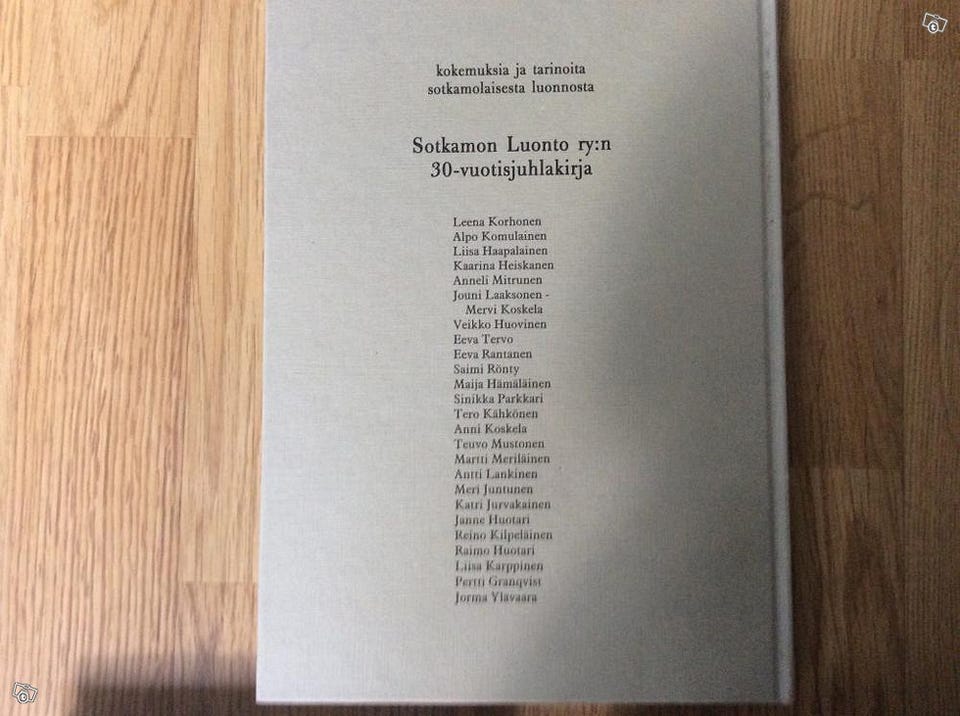 kokemuksia ja tarinoita
sotkamolaisesta luonnosta
Sotkamon Luonto ry:n
30-vuotisjuhlakirja
Leena Korhonen
Alpo Komulainen
Liisa Haapalainen
Kaarina Heiskanen
Anneli Mitrunen
Jouni Laaksonen -
Mervi Koskela
Veikko Huovinen
Eeva Tervo
Eeva Rantanen
Saimi Rönty
Maija Hämäläinen
Sinikka Parkkari
Tero Kähkönen
Anni Koskela
Teuvo Mustonen
Martti Meriläinen
Antti Lankinen
Meri Juntunen
Katri Jurvakainen
Janne Huotari
Reino Kilpeläinen
Raimo Huotari
Liisa Karppinen
Pertti Granqvist
Jorma Ylävaara